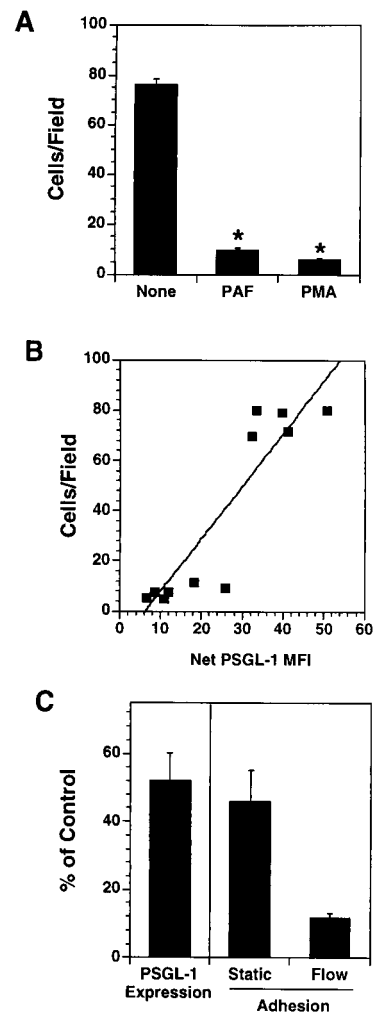 A
100
80
60
40
20
0
Cells/Field
*
*
None PAF PMA
B
100
80
60
40
20
0
Cells/Field
0 10 20 30 40 50 60
Net PSGL-1 MFI
C
60
40
20
0
% of Control
PSGL-1 Static Flow
Expression
Adhesion